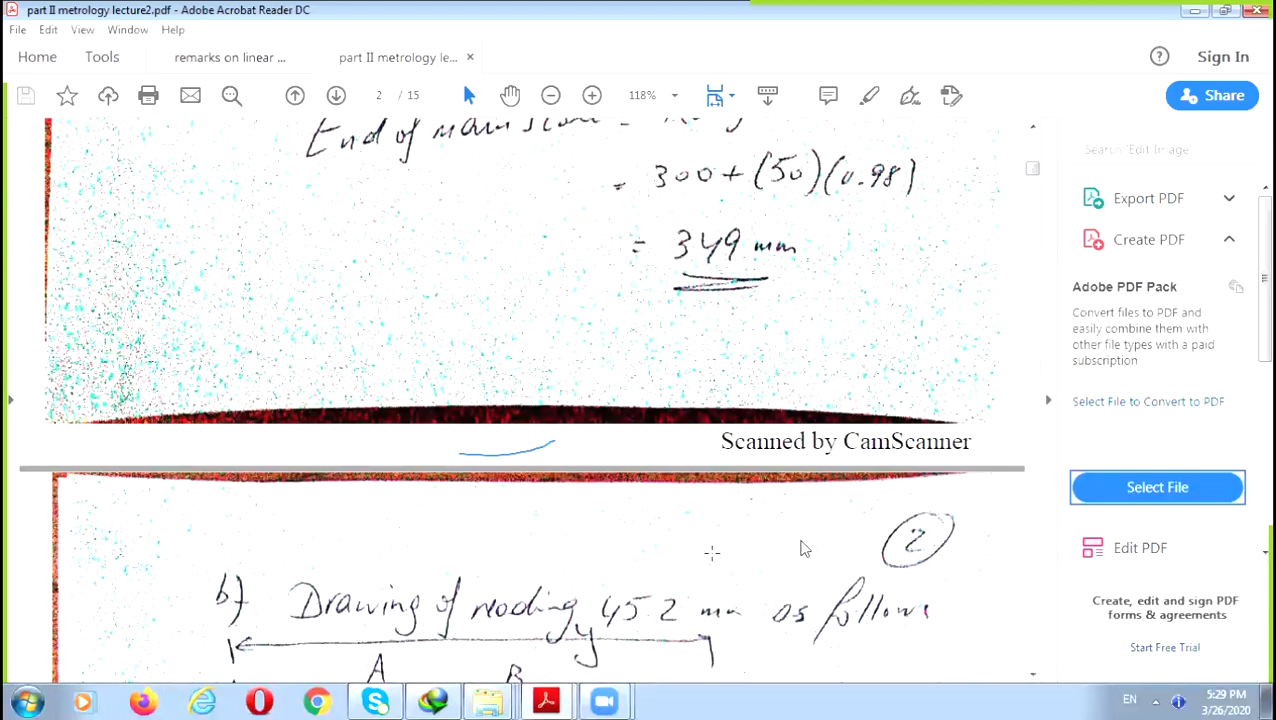 part II metrology lecture2.pdf - Adobe Acrobat Reader DC
File Edit View Window Help
Home Tools remarks on linear ... part II metrology le... × Sign In
2 / 15 118% Share
End of main scale =
= 300 + (50) (0.98)
= 349 mm
Scanned by CamScanner
2
b) Drawing of reading 45.2 mm as follows
A B
Search 'Edit Image
Export PDF
Create PDF
Adobe PDF Pack
Convert files to PDF and
easily combine them with
other file types with a paid
subscription
Select File to Convert to PDF
Select File
Edit PDF
Create, edit and sign PDF
forms & agreements
Start Free Trial
EN 5:29 PM
3/26/2020